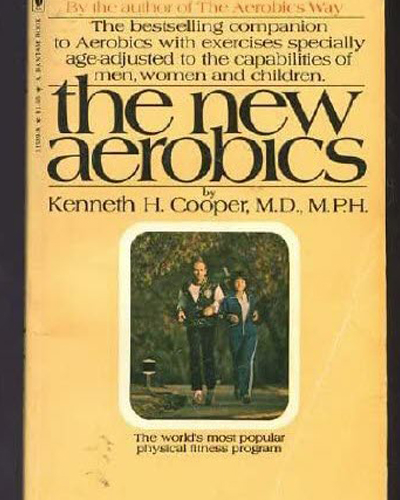 By the author of The Aerobics Way
The bestselling companion
to Aerobics with exercises specially
age-adjusted to the capabilities of
men, women and children.
the new
aerobics
by
Kenneth H. Cooper, M.D., M.P.H.
The world's most popular
physical fitness program
A BANTAM BOOK